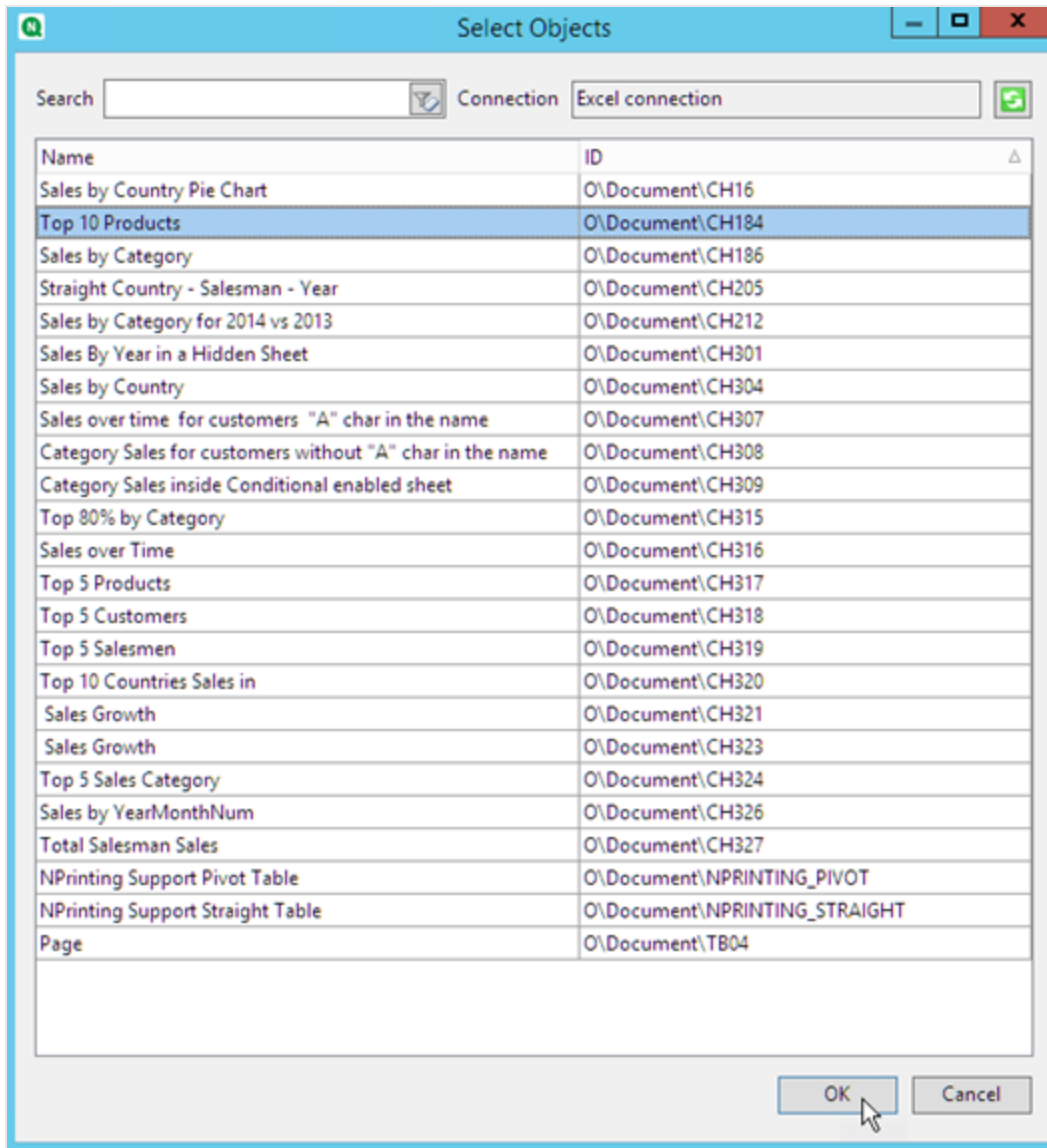 Select Objects
Search Connection Excel connection
Name ID
Sales by Country Pie Chart O\Document\CH16
Top 10 Products O\Document\CH184
Sales by Category O\Document\CH186
Straight Country - Salesman - Year O\Document\CH205
Sales by Category for 2014 vs 2013 O\Document\CH212
Sales By Year in a Hidden Sheet O\Document\CH301
Sales by Country O\Document\CH304
Sales over time  for customers  "A" char in the name O\Document\CH307
Category Sales for customers without "A" char in the name O\Document\CH308
Category Sales inside Conditional enabled sheet O\Document\CH309
Top 80% by Category O\Document\CH315
Sales over Time O\Document\CH316
Top 5 Products O\Document\CH317
Top 5 Customers O\Document\CH318
Top 5 Salesmen O\Document\CH319
Top 10 Countries Sales in O\Document\CH320
Sales Growth O\Document\CH321
Sales Growth O\Document\CH323
Top 5 Sales Category O\Document\CH324
Sales by YearMonthNum O\Document\CH326
Total Salesman Sales O\Document\CH327
NPrinting Support Pivot Table O\Document\NPRINTING_PIVOT
NPrinting Support Straight Table O\Document\NPRINTING_STRAIGHT
Page O\Document\TB04
OK Cancel